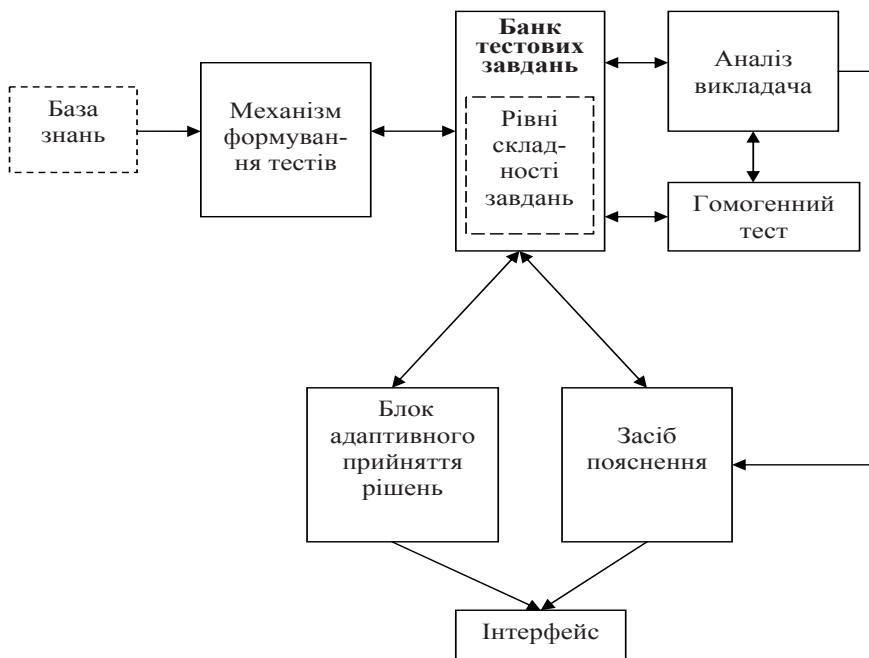 База
знань
Механізм
формуван-
ня тестів
Банк
тестових
завдань
Рівні
склад-
ності
завдань
Аналіз
викладача
Гомогенний
тест
Блок
адаптивного
прийняття
рішень
Засіб
пояснення
Інтерфейс